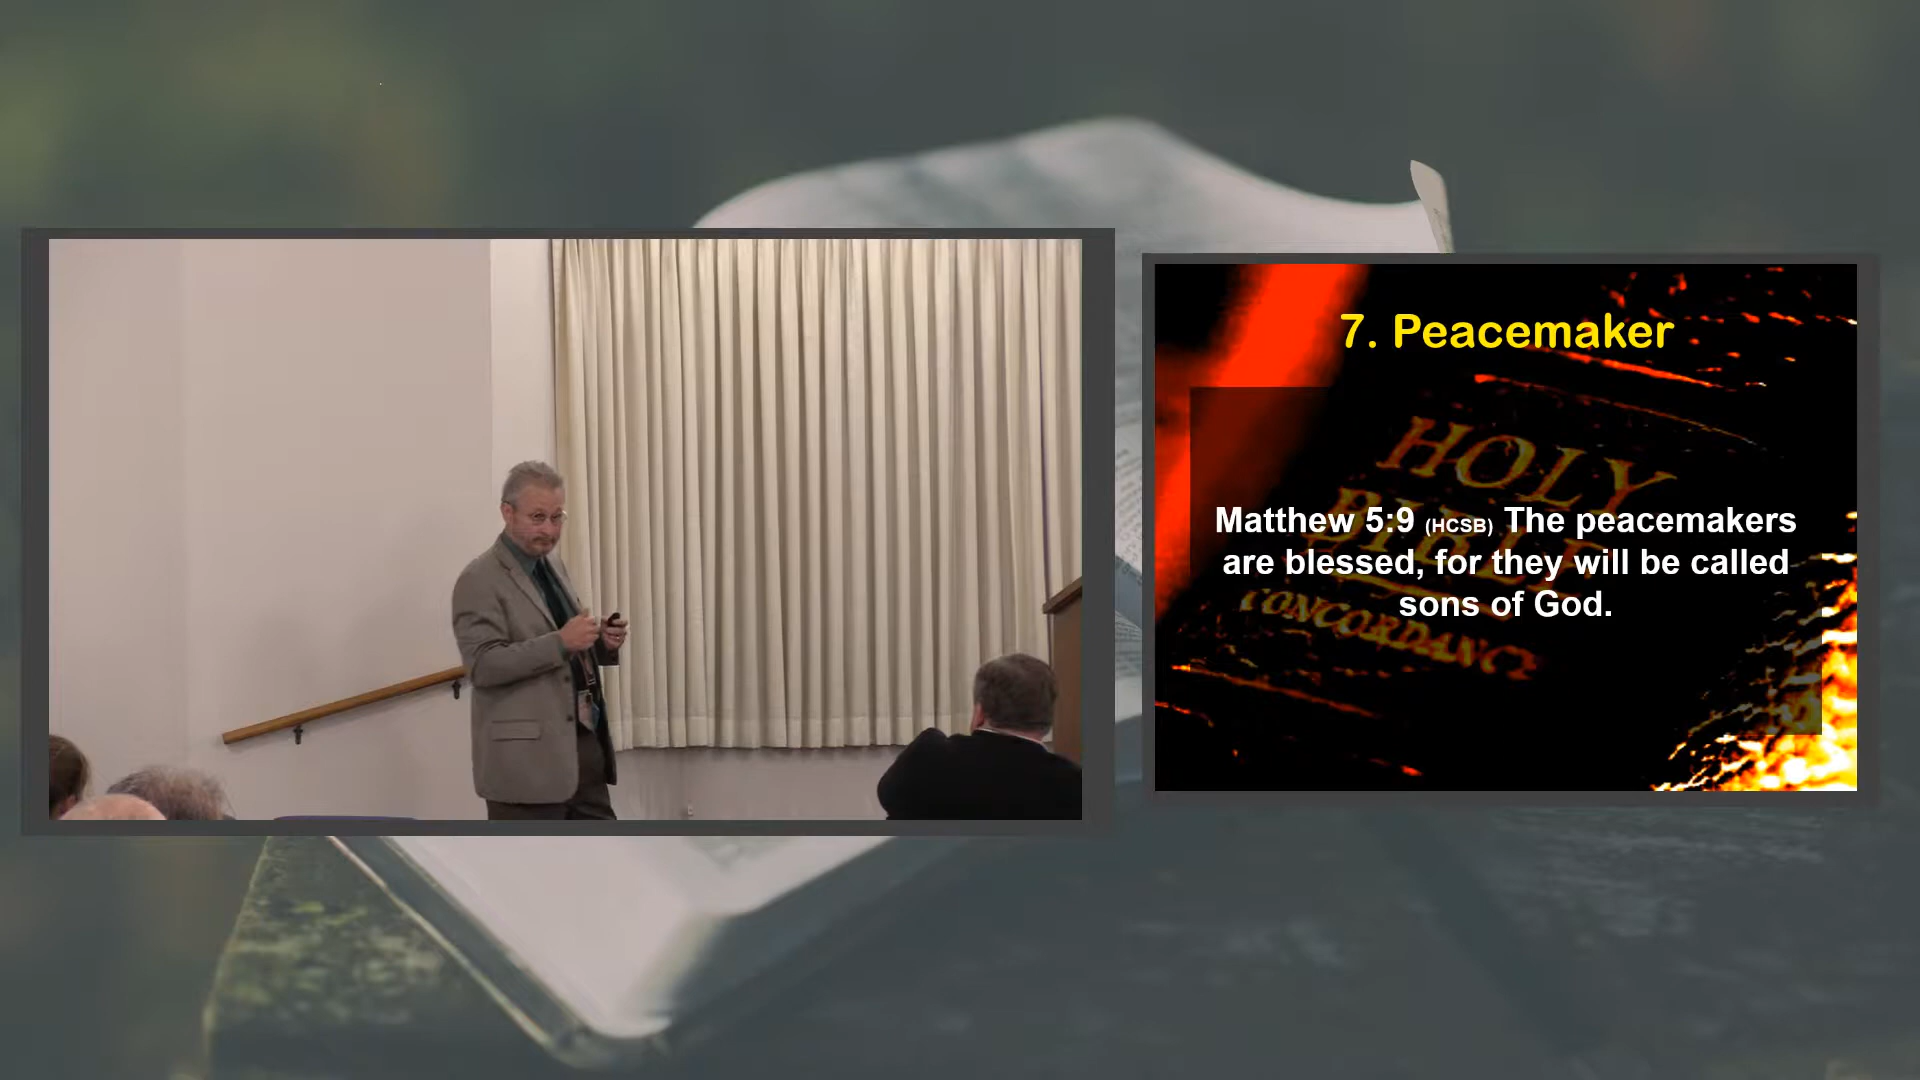 7. Peacemaker
HOLY
BIBLE
CONCORDANCY
Matthew 5:9 (HCSB) The peacemakers
are blessed, for they will be called
sons of God.